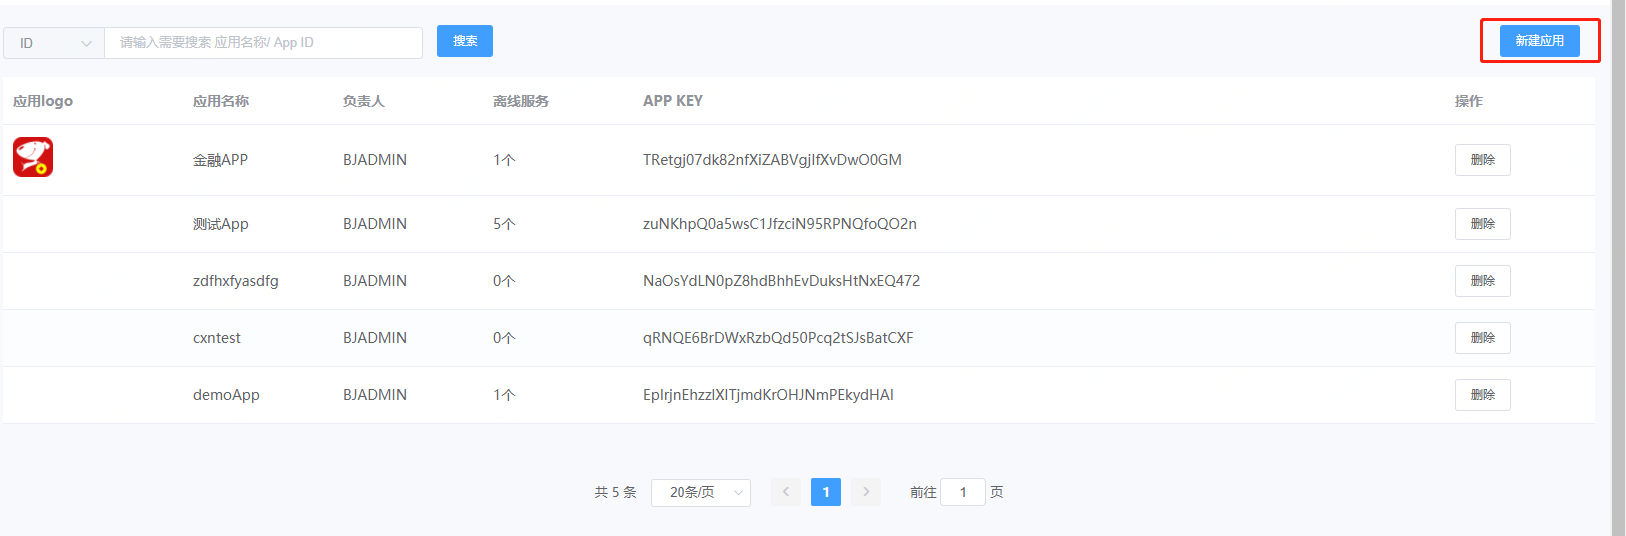 ID 请输入需要搜索 应用名称/ App ID 搜索 新建应用
应用logo 应用名称 负责人 离线服务 APP KEY 操作
金融APP BJADMIN 1个 TRetgj07dk82nfXiZABVgjIfXvDwO0GM 删除
测试App BJADMIN 5个 zuNKhpQ0a5wsC1JfzciN95RPNQfoQO2n 删除
zdfhxfyasdfg BJADMIN 0个 NaOsYdLN0pZ8hdBhhEvDuksHtNxEQ472 删除
cxntest BJADMIN 0个 qRNQE6BrDWxRzbQd50Pcq2tSJsBatCXF 删除
demoApp BJADMIN 1个 EpIrjnEhzzIXITjmdKrOHJNmPEkydHAI 删除
共 5 条 20条/页 1 前往 1 页